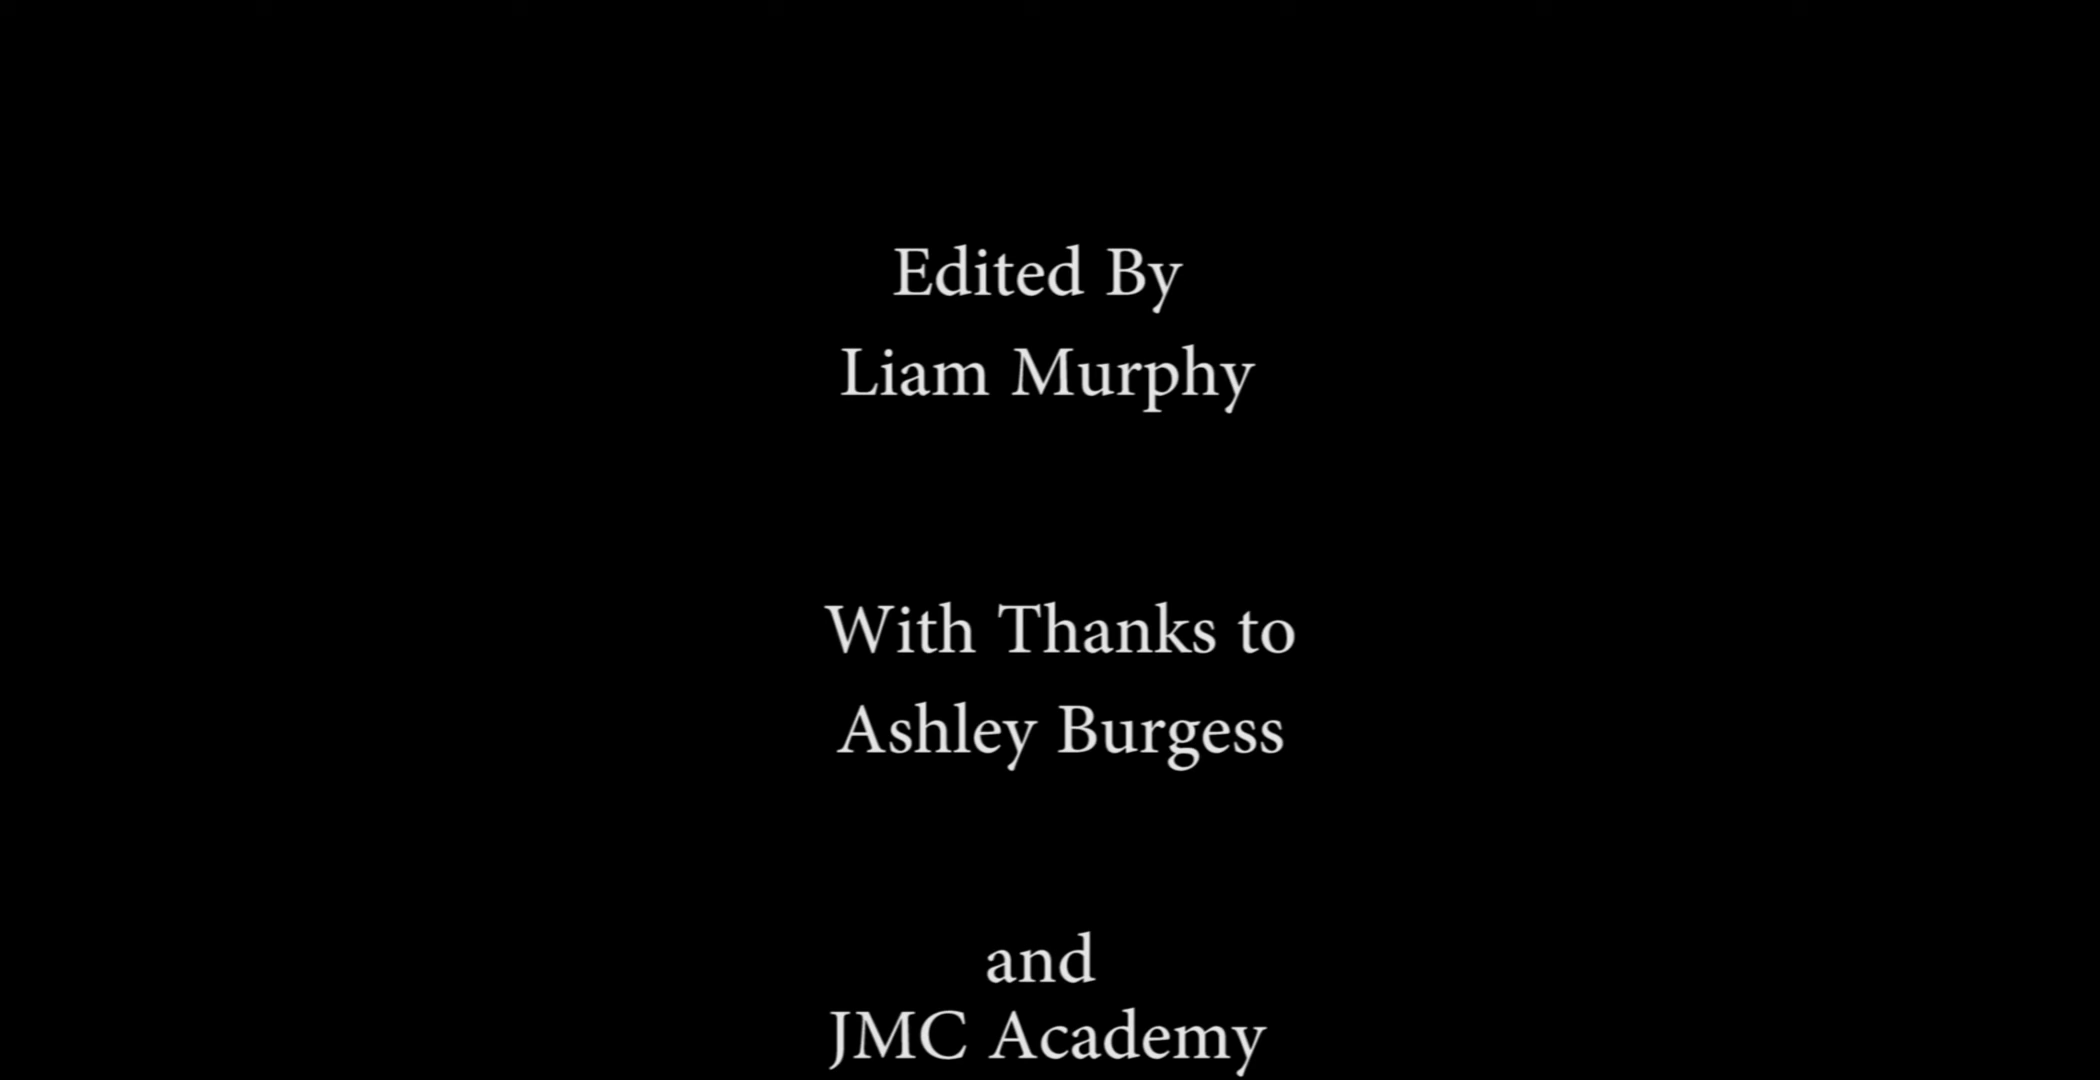 Edited By
Liam Murphy
With Thanks to
Ashley Burgess
and
JMC Academy